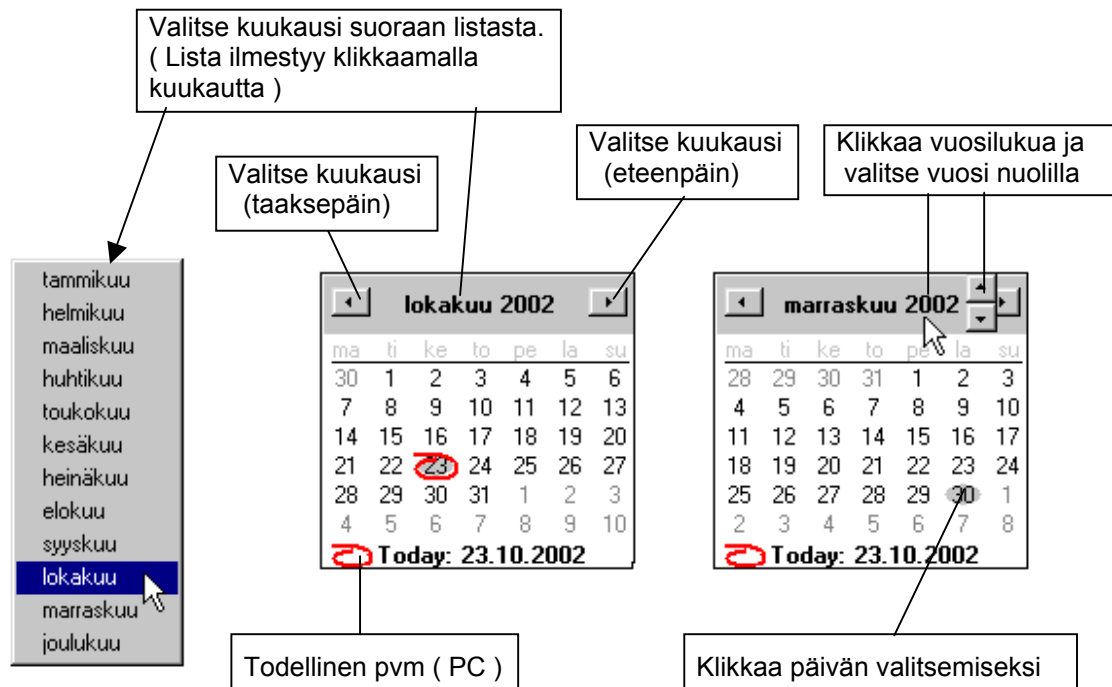 Valitse kuukausi suoraan listasta.
( Lista ilmestyy klikkaamalla
kuukautta )
Valitse kuukausi
(taaksepäin)
Valitse kuukausi
(eteenpäin)
Klikkaa vuosilukua ja
valitse vuosi nuolilla
tammikuu
helmikuu
maaliskuu
huhtikuu
toukokuu
kesäkuu
heinäkuu
elokuu
syyskuu
lokakuu
marraskuu
joulukuu
lokakuu 2002
ma ti ke to pe la su
30 1 2 3 4 5 6
7 8 9 10 11 12 13
14 15 16 17 18 19 20
21 22 23 24 25 26 27
28 29 30 31 1 2 3
4 5 6 7 8 9 10
Today: 23.10.2002
marraskuu 2002
ma ti ke to pe la su
28 29 30 31 1 2 3
4 5 6 7 8 9 10
11 12 13 14 15 16 17
18 19 20 21 22 23 24
25 26 27 28 29 30 1
2 3 4 5 6 7 8
Today: 23.10.2002
Todellinen pvm ( PC )
Klikkaa päivän valitsemiseksi